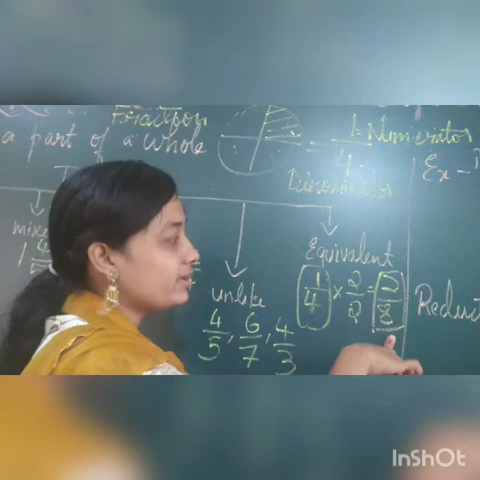 Fraction
a part of a whole
= 1 - Numerator
4
Denominator
Ex -
mixed
unlike
4/5, 6/7, 4/3
Equivalent
(1/4) × 2/2 = 2/8
InShOt